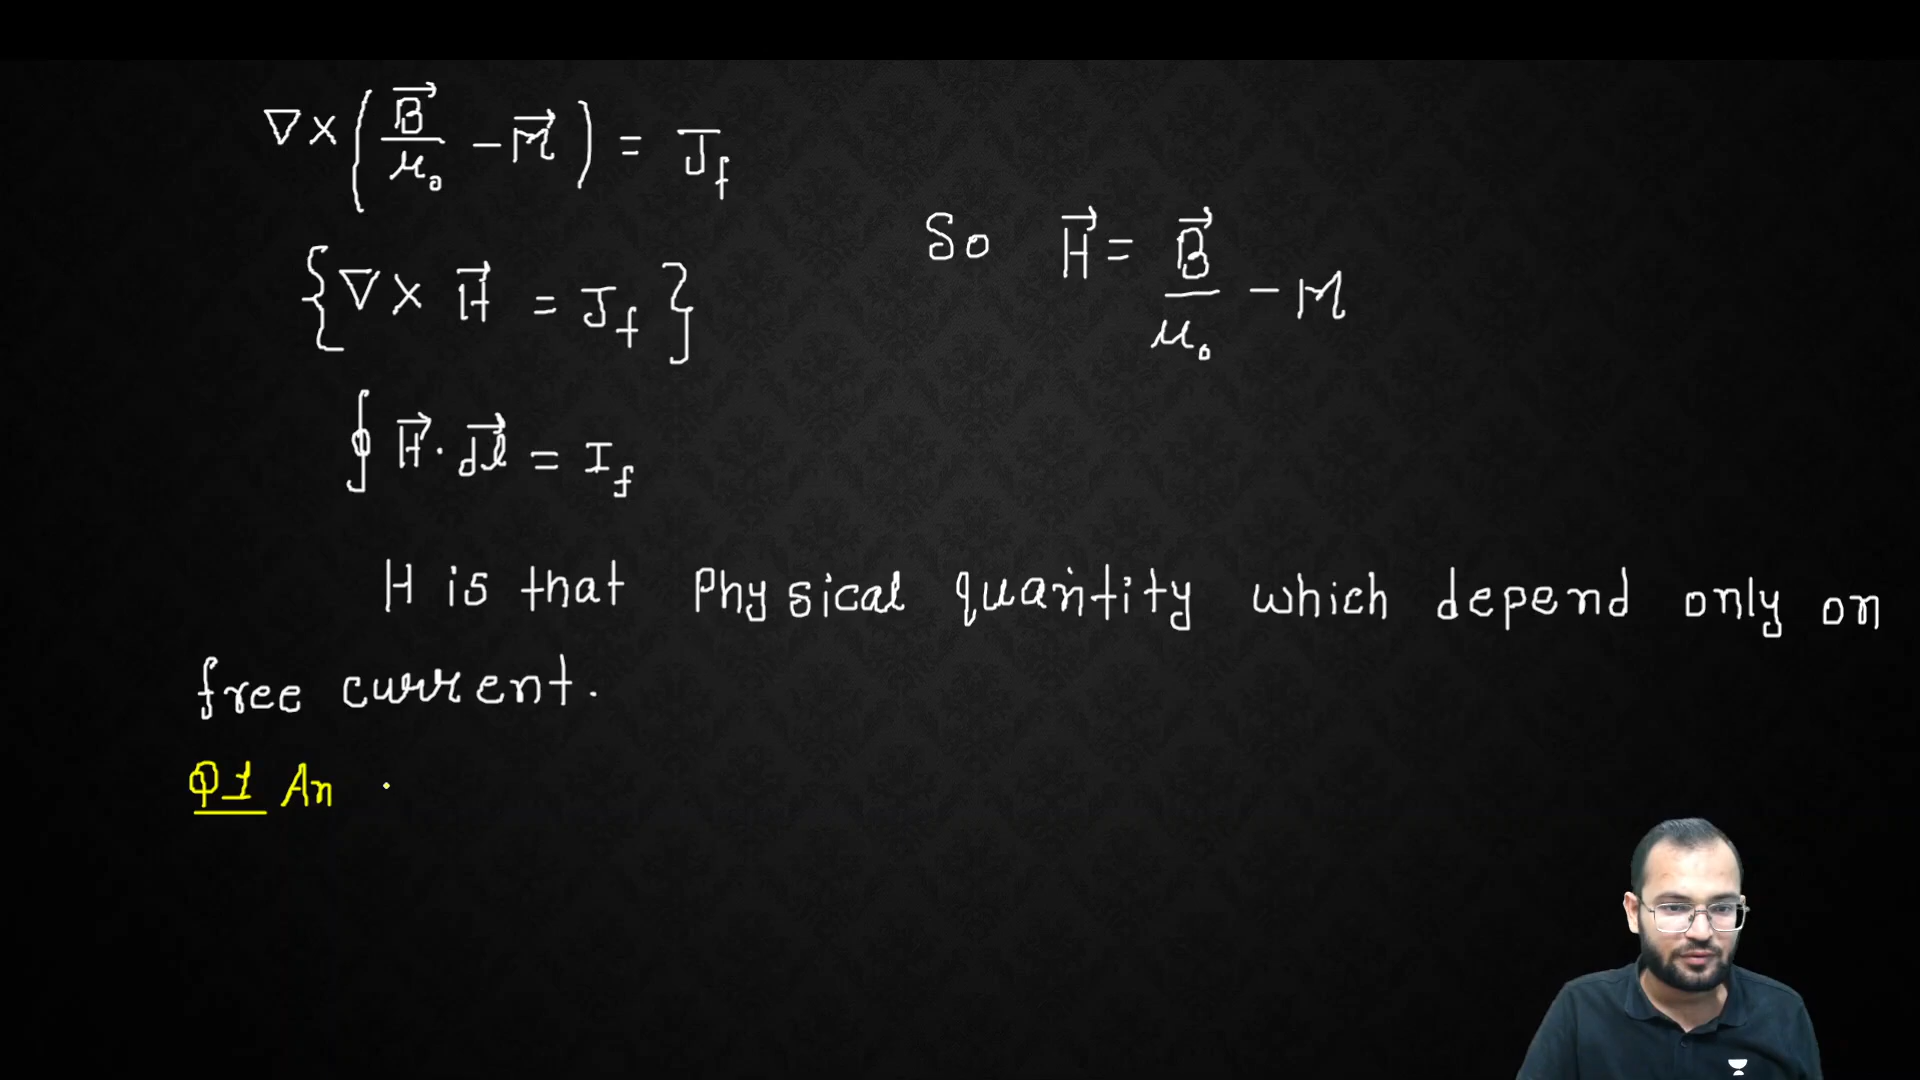 ∇×(B⃗/μ₀ − M⃗) = J_f
So H⃗ = B⃗/μ₀ − M
{∇× H⃗ = J_f}
∮ H⃗·dl⃗ = I_f
H is that Physical quantity which depend only on
free current.
Q1 An